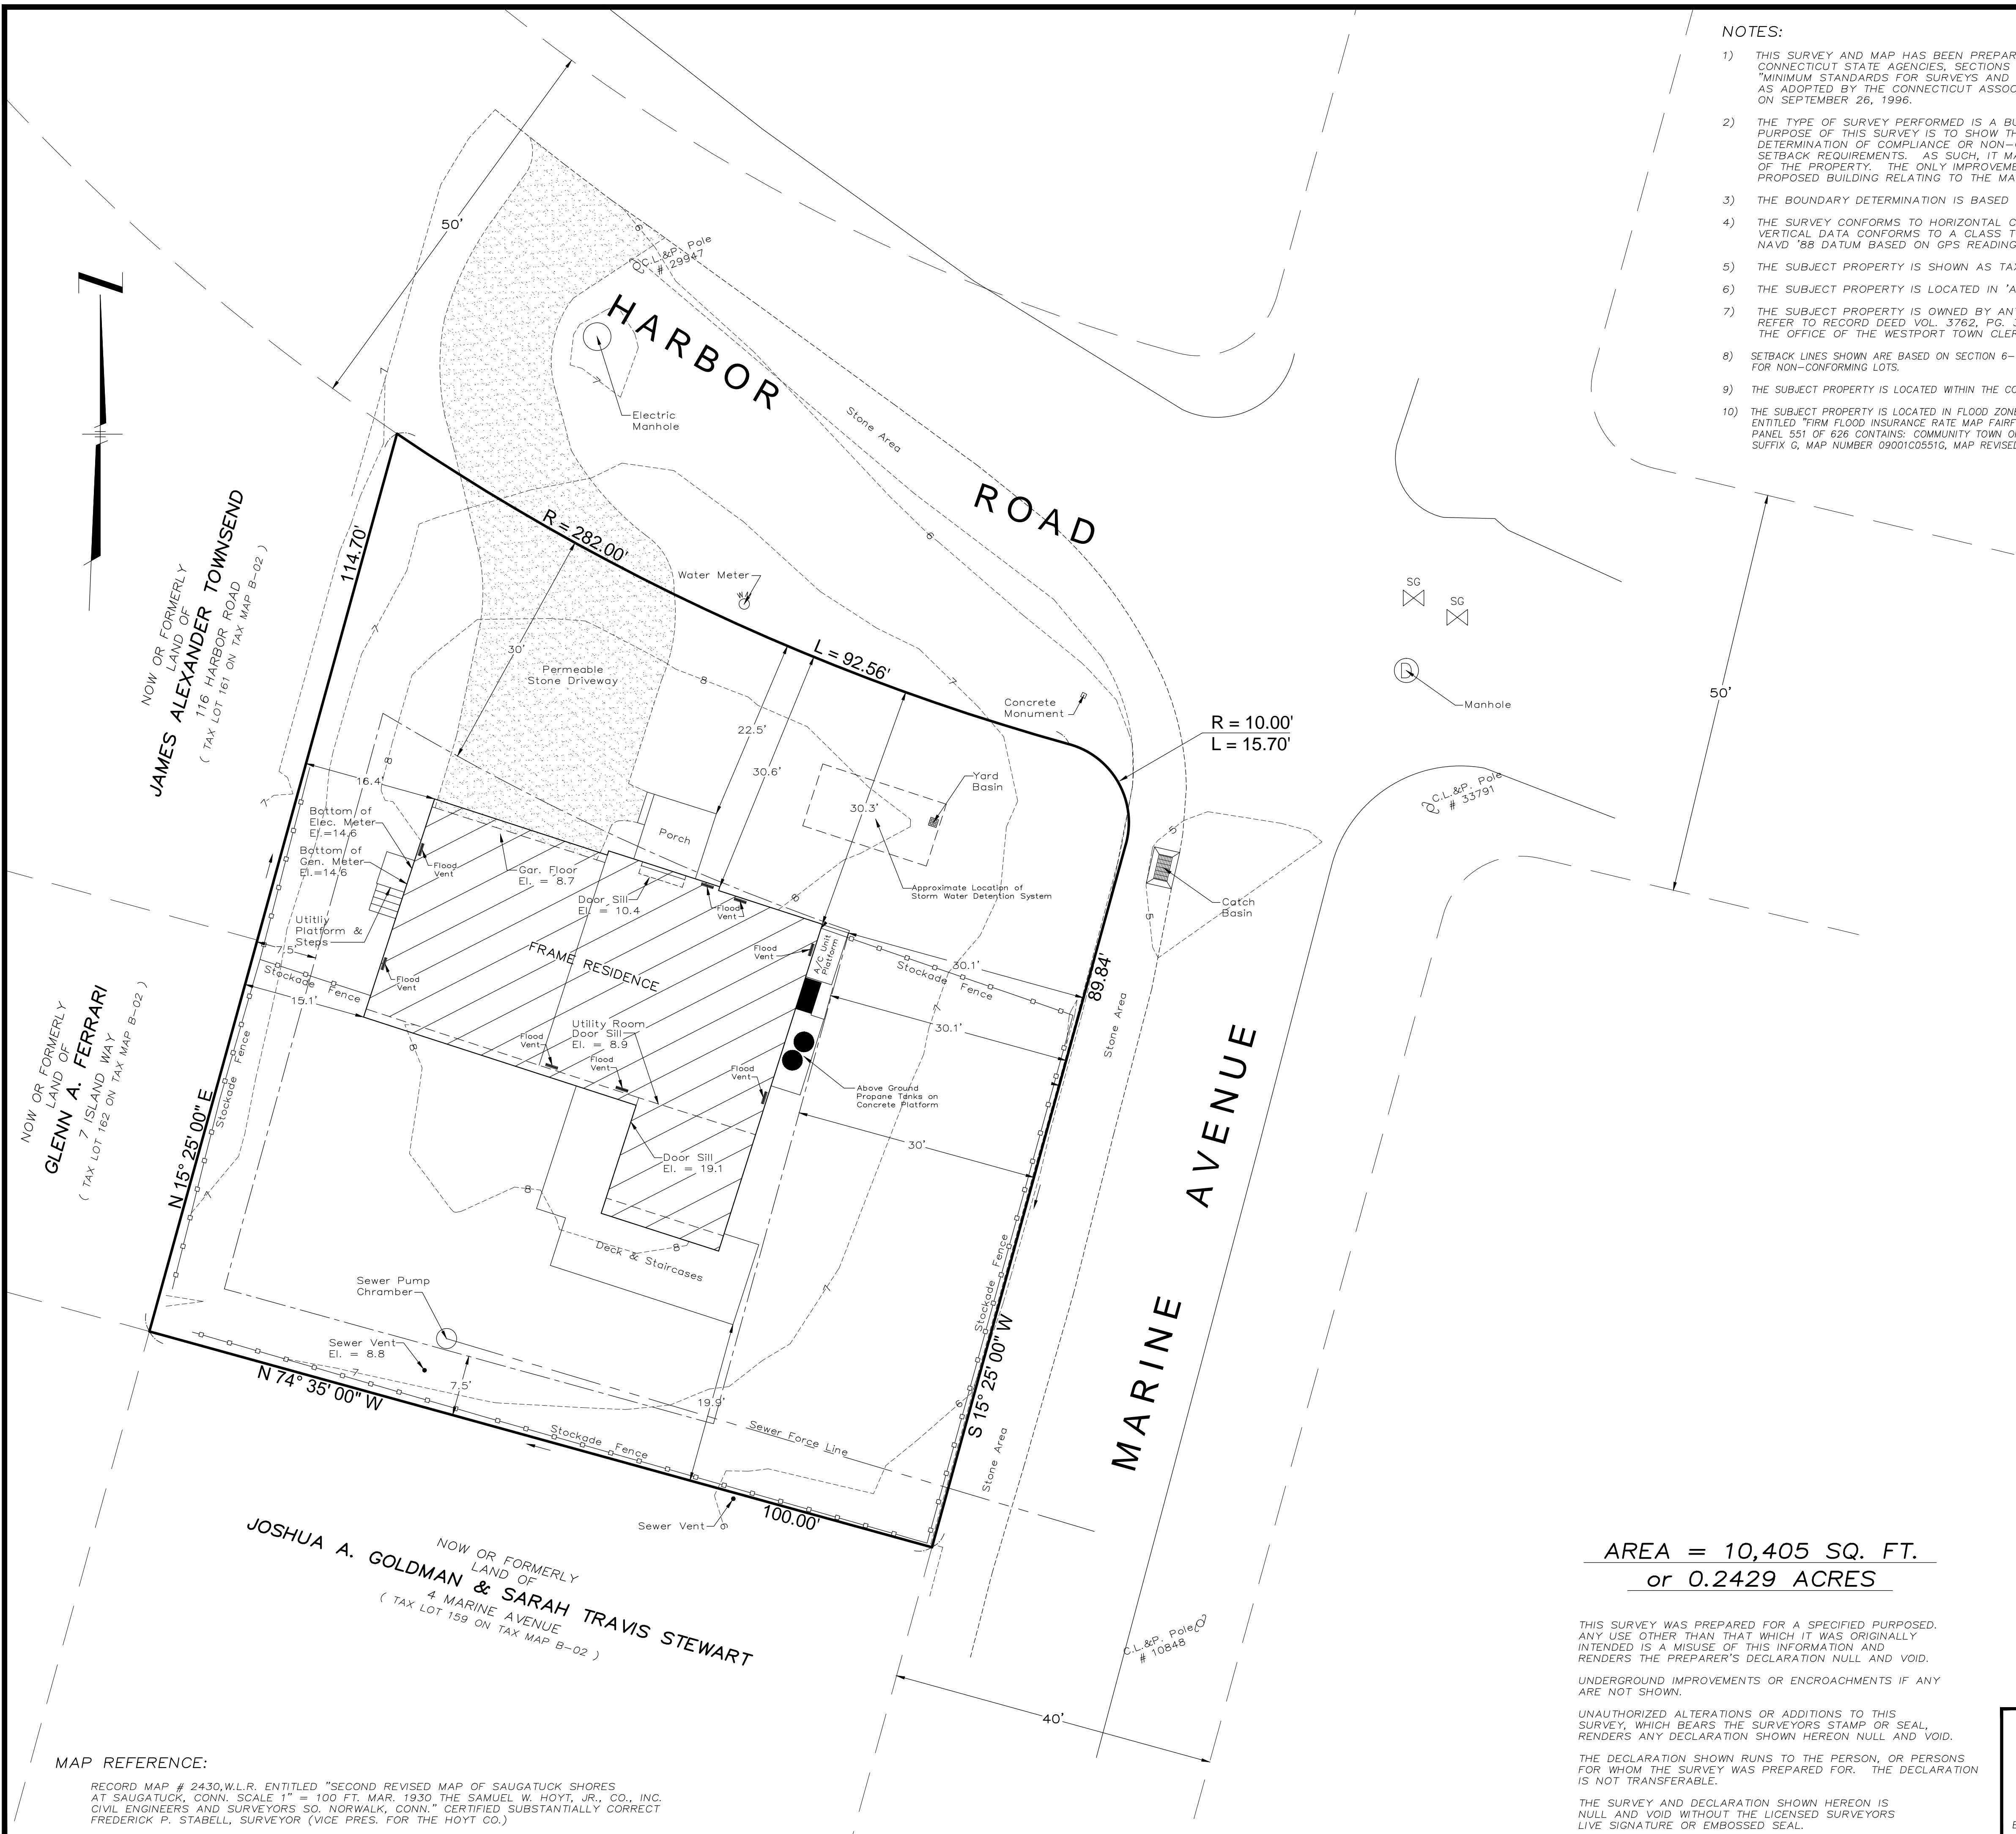 NOTES:
1) THIS SURVEY AND MAP HAS BEEN PREPAR
CONNECTICUT STATE AGENCIES, SECTIONS
"MINIMUM STANDARDS FOR SURVEYS AND
AS ADOPTED BY THE CONNECTICUT ASSOC
ON SEPTEMBER 26, 1996.
2) THE TYPE OF SURVEY PERFORMED IS A BU
PURPOSE OF THIS SURVEY IS TO SHOW TH
DETERMINATION OF COMPLIANCE OR NON-
SETBACK REQUIREMENTS. AS SUCH, IT MA
OF THE PROPERTY. THE ONLY IMPROVEME
PROPOSED BUILDING RELATING TO THE MA
3) THE BOUNDARY DETERMINATION IS BASED
4) THE SURVEY CONFORMS TO HORIZONTAL C
VERTICAL DATA CONFORMS TO A CLASS T
NAVD '88 DATUM BASED ON GPS READING
5) THE SUBJECT PROPERTY IS SHOWN AS TAX
6) THE SUBJECT PROPERTY IS LOCATED IN 'A
7) THE SUBJECT PROPERTY IS OWNED BY AN
REFER TO RECORD DEED VOL. 3762, PG. 3
THE OFFICE OF THE WESTPORT TOWN CLER
8) SETBACK LINES SHOWN ARE BASED ON SECTION 6-
FOR NON-CONFORMING LOTS.
9) THE SUBJECT PROPERTY IS LOCATED WITHIN THE CO
10) THE SUBJECT PROPERTY IS LOCATED IN FLOOD ZONE
ENTITLED "FIRM FLOOD INSURANCE RATE MAP FAIRF
PANEL 551 OF 626 CONTAINS: COMMUNITY TOWN O
SUFFIX G, MAP NUMBER 09001C0551G, MAP REVISED
50'
C.L.&P. Pole
# 29947
HARBOR ROAD
Electric
Manhole
Stone Area
6
6
7
7
114.70'
R = 282.00'
L = 92.56'
Water Meter
WM
NOW OR FORMERLY
LAND OF
JAMES ALEXANDER TOWNSEND
116 HARBOR ROAD
( TAX LOT 161 ON TAX MAP B-02 )
30'
Permeable
Stone Driveway
8
7
7
22.5'
30.6'
30.3'
Concrete
Monument
R = 10.00'
L = 15.70'
SG
SG
D
Manhole
50'
C.L.&P. Pole
# 33791
Yard
Basin
16.4'
8
7
Bottom of
Elec. Meter
El.=14.6
Bottom of
Gen. Meter
El.=14.6
Flood
Vent
Gar. Floor
El. = 8.7
Porch
Door Sill
El. = 10.4
Flood
Vent
8
Approximate Location of
Storm Water Detention System
5
5
Catch
Basin
Utitliy
Platform &
Steps
7.5'
Stockade Fence
15.1'
Flood
Vent
FRAME RESIDENCE
Flood
Vent
A/C Unit
Platform
30.1'
Stockade Fence
30.1'
7
89.84'
Stone Area
NOW OR FORMERLY
LAND OF
GLENN A. FERRARI
7 ISLAND WAY
( TAX LOT 162 ON TAX MAP B-02 )
Stockade Fence
N 15° 25' 00" E
7
8
Utility Room
Door Sill
El. = 8.9
Flood
Vent
Flood
Vent
Flood
Vent
Above Ground
Propane Tanks on
Concrete Platform
30'
Door Sill
El. = 19.1
8
8
Deck & Staircases
7
Stockade Fence
MARINE AVENUE
Sewer Pump
Chramber
Sewer Vent
El. = 8.8
7
7.5'
19.9'
N 74° 35' 00" W
Stockade Fence
Sewer Force Line
6
S 15° 25' 00" W
Stone Area
Sewer Vent
6
100.00'
NOW OR FORMERLY
LAND OF
JOSHUA A. GOLDMAN & SARAH TRAVIS STEWART
4 MARINE AVENUE
( TAX LOT 159 ON TAX MAP B-02 )
C.L.&P. Pole
# 10848
40'
AREA = 10,405 SQ. FT.
or 0.2429 ACRES
THIS SURVEY WAS PREPARED FOR A SPECIFIED PURPOSED.
ANY USE OTHER THAN THAT WHICH IT WAS ORIGINALLY
INTENDED IS A MISUSE OF THIS INFORMATION AND
RENDERS THE PREPARER'S DECLARATION NULL AND VOID.
UNDERGROUND IMPROVEMENTS OR ENCROACHMENTS IF ANY
ARE NOT SHOWN.
UNAUTHORIZED ALTERATIONS OR ADDITIONS TO THIS
SURVEY, WHICH BEARS THE SURVEYORS STAMP OR SEAL,
RENDERS ANY DECLARATION SHOWN HEREON NULL AND VOID.
THE DECLARATION SHOWN RUNS TO THE PERSON, OR PERSONS
FOR WHOM THE SURVEY WAS PREPARED FOR. THE DECLARATION
IS NOT TRANSFERABLE.
THE SURVEY AND DECLARATION SHOWN HEREON IS
NULL AND VOID WITHOUT THE LICENSED SURVEYORS
LIVE SIGNATURE OR EMBOSSED SEAL.
MAP REFERENCE:
RECORD MAP # 2430,W.L.R. ENTITLED "SECOND REVISED MAP OF SAUGATUCK SHORES
AT SAUGATUCK, CONN. SCALE 1" = 100 FT. MAR. 1930 THE SAMUEL W. HOYT, JR., CO., INC.
CIVIL ENGINEERS AND SURVEYORS SO. NORWALK, CONN." CERTIFIED SUBSTANTIALLY CORRECT
FREDERICK P. STABELL, SURVEYOR (VICE PRES. FOR THE HOYT CO.)